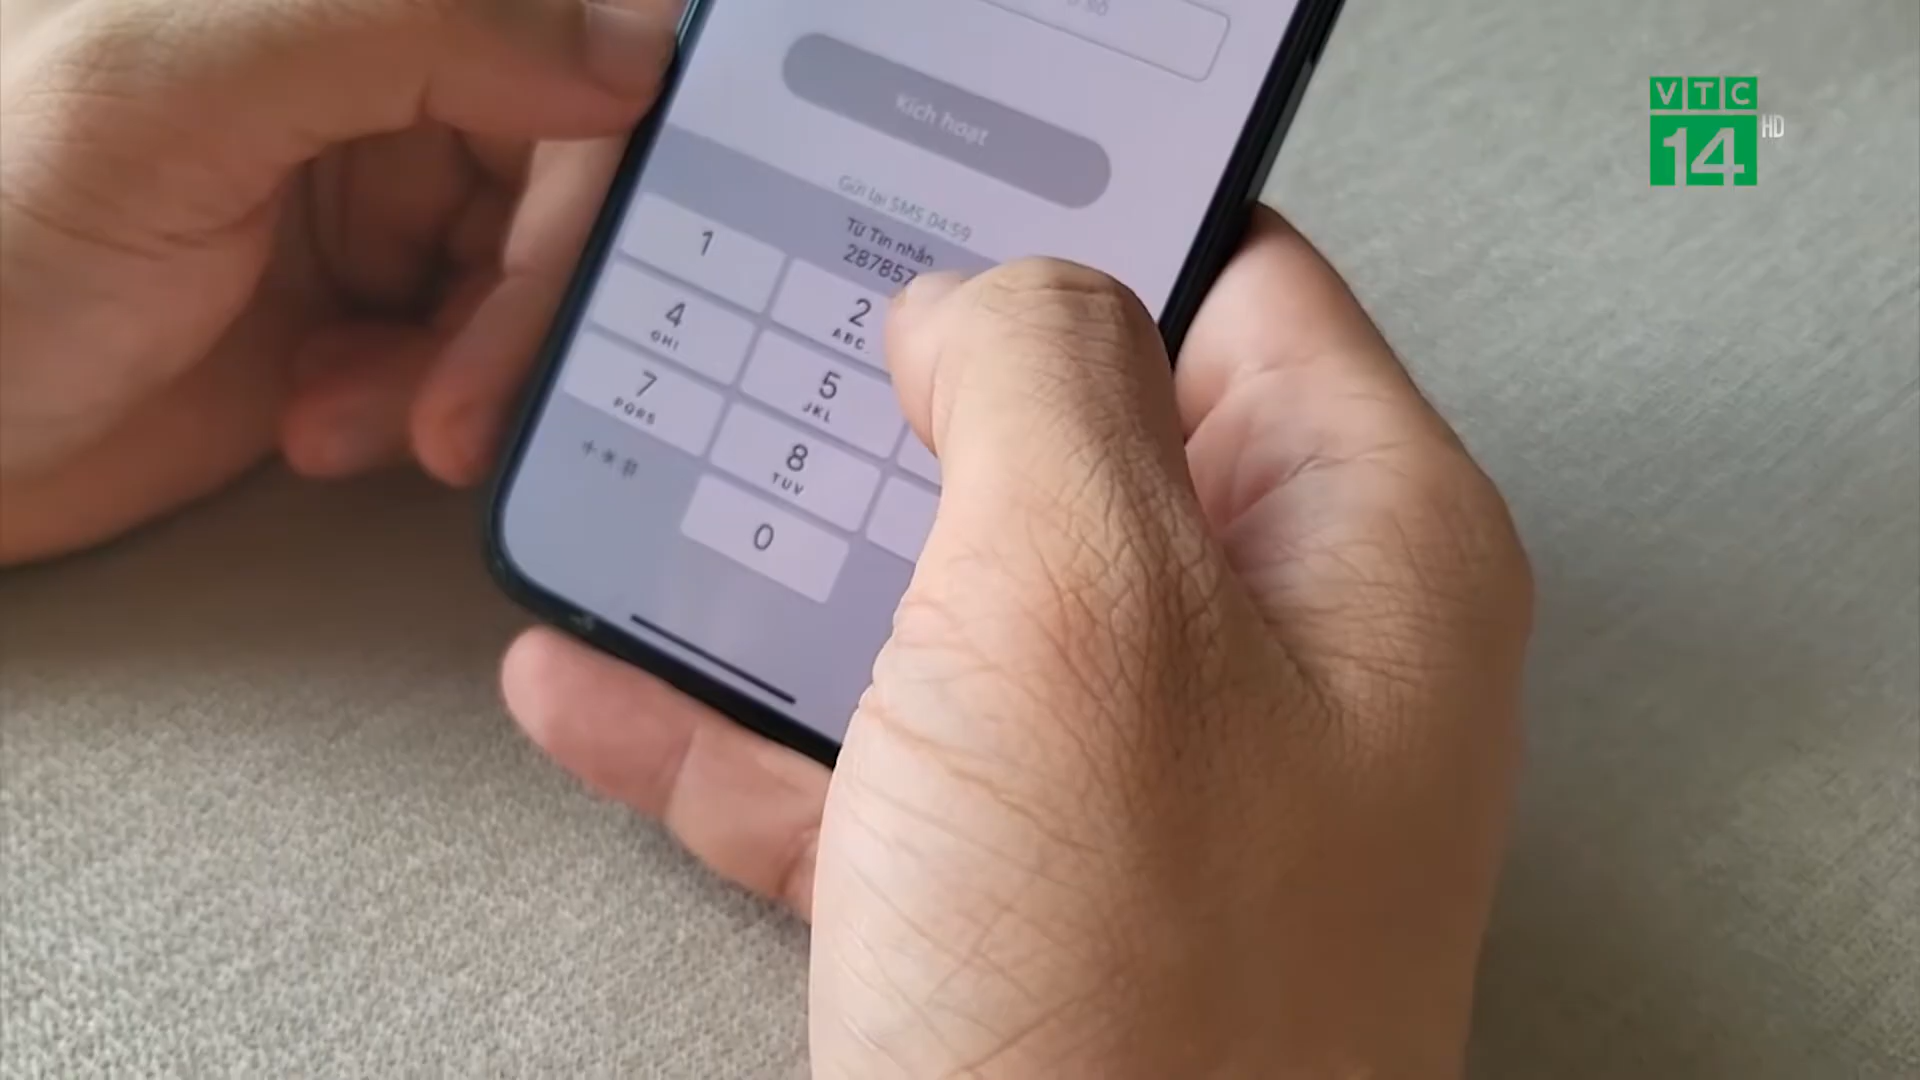 VTC
14
HD
Kích hoạt
Gửi lại SMS 04:59
Từ Tin nhắn
287857
1
2
ABC
4
GHI
5
JKL
7
PQRS
8
TUV
+ * #
0